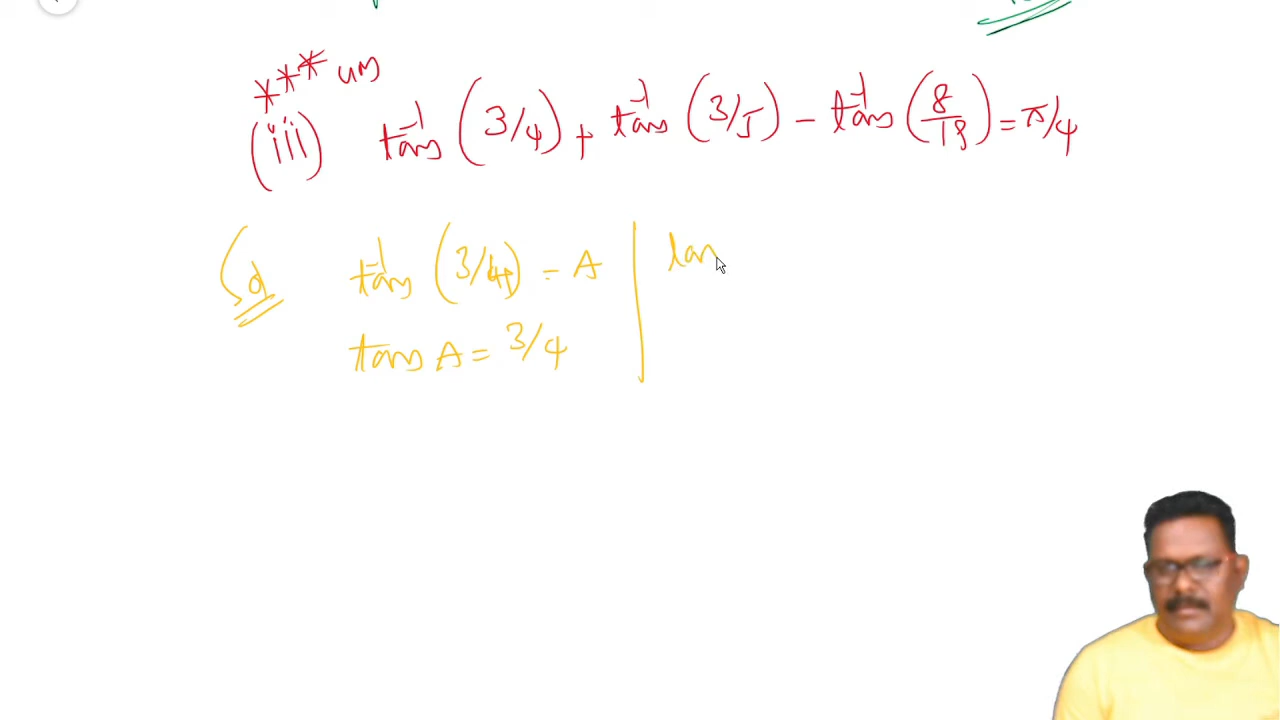 *** um
(iii) tan⁻¹(3/4) + tan⁻¹(3/5) - tan⁻¹(8/19) = π/4
Sol tan⁻¹(3/4) = A | tan
tan A = 3/4